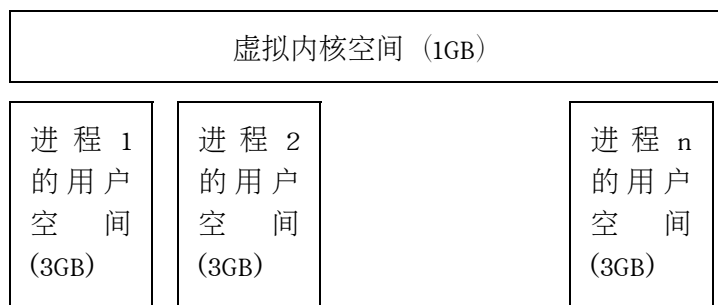 虚拟内核空间（1GB）
进程 1
的用户
空间
(3GB)
进程 2
的用户
空间
(3GB)
进程 n
的用户
空间
(3GB)